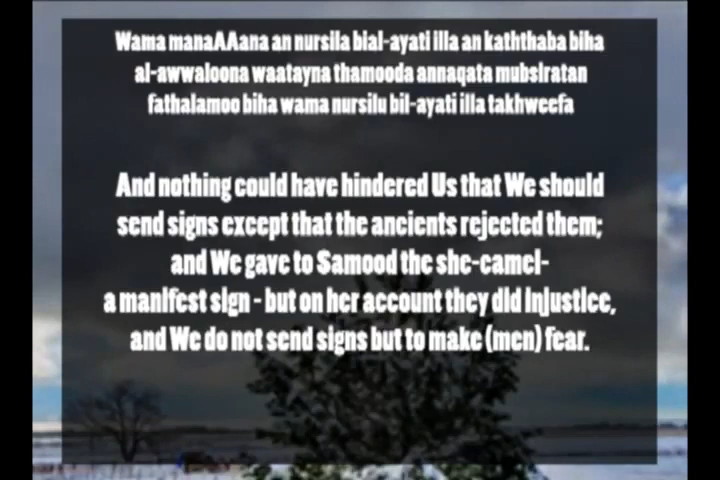 Wama manaAAana an nursila bial-ayati illa an kaththaba biha
al-awwaloona waatayna thamooda annaqata mubsiratan
fathalamoo biha wama nursilu bil-ayati illa takhweefa
And nothing could have hindered Us that We should
send signs except that the ancients rejected them;
and We gave to Samood the she-camel-
a manifest sign - but on her account they did injustice,
and We do not send signs but to make (men) fear.